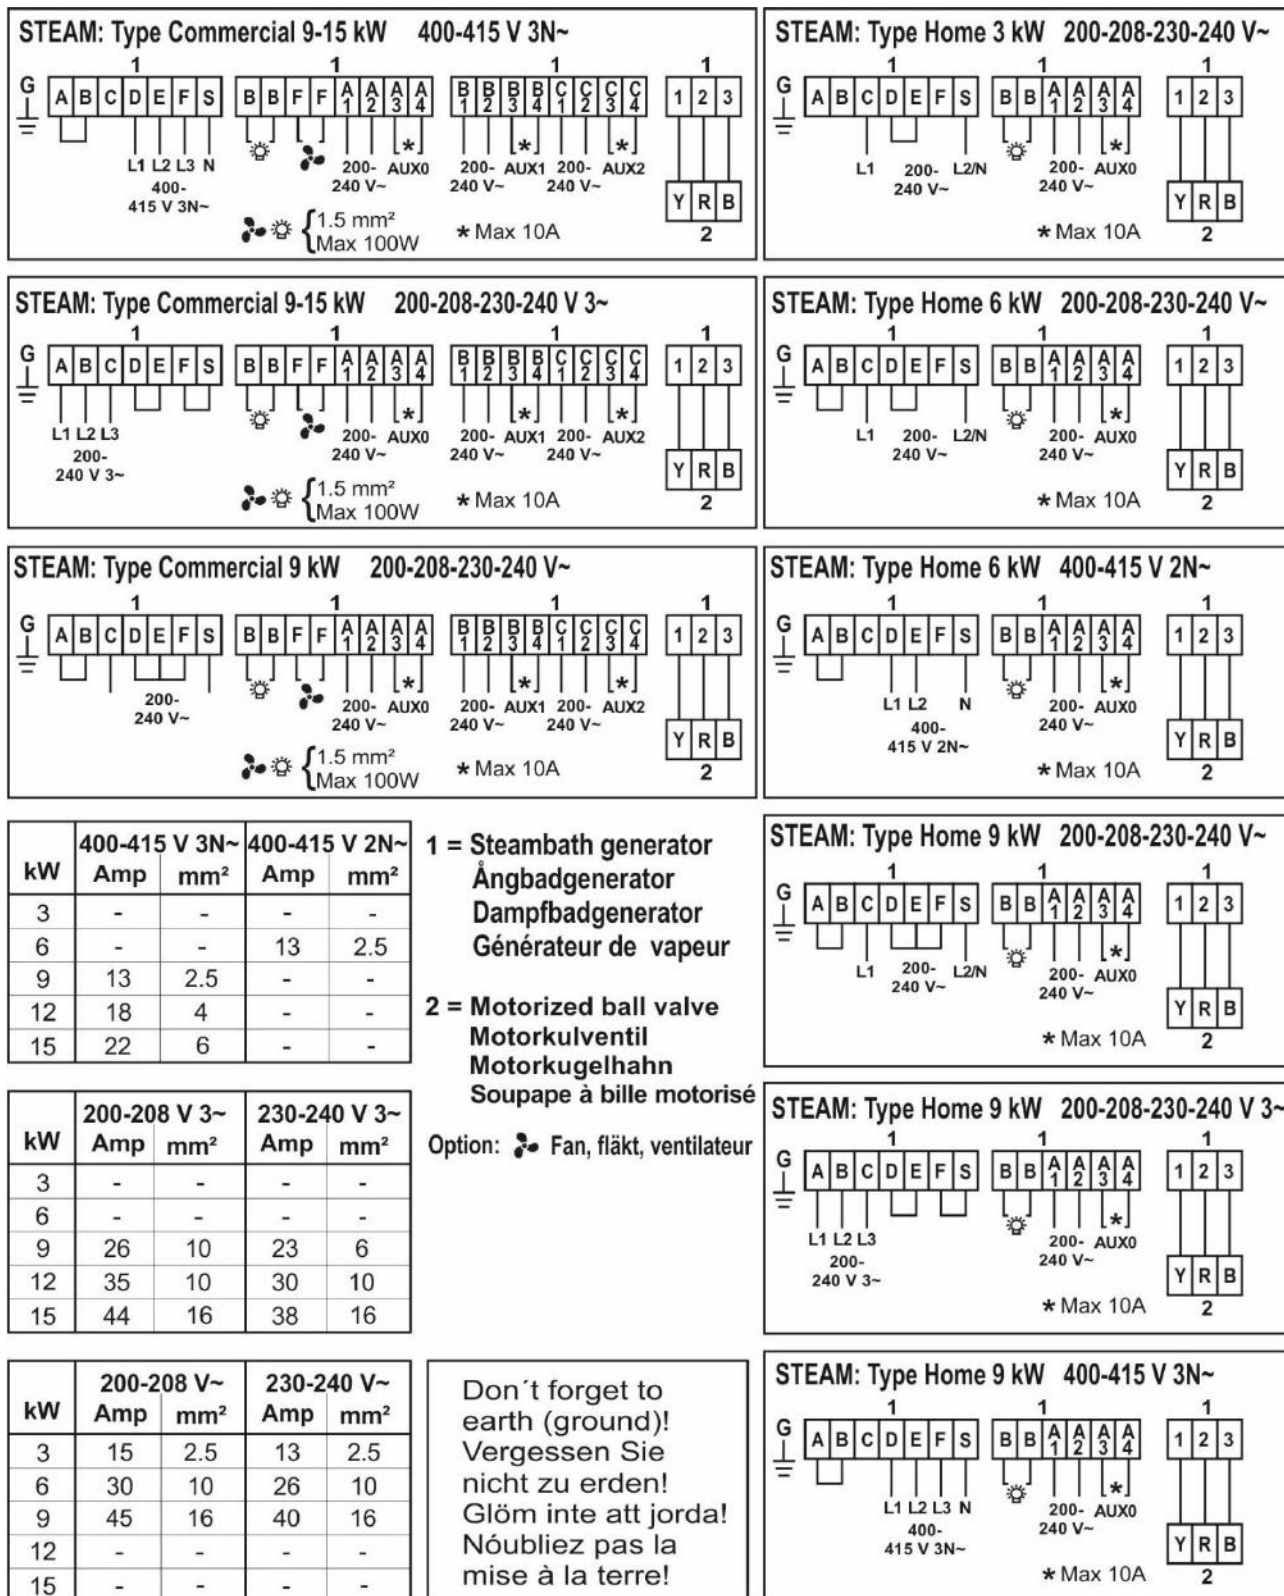 STEAM: Type Commercial 9-15 kW 400-415 V 3N~
1 1 1 1
G A B C D E F S B B F F A1 A2 A3 A4 B1 B2 B3 B4 C1 C2 C3 C4 1 2 3
* * *
L1 L2 L3 N 200- AUX0 200- AUX1 200- AUX2
400- 240 V~ 240 V~ 240 V~
415 V 3N~ Y R B
{1.5 mm² * Max 10A 2
Max 100W
STEAM: Type Commercial 9-15 kW 200-208-230-240 V 3~
1 1 1 1
G A B C D E F S B B F F A1 A2 A3 A4 B1 B2 B3 B4 C1 C2 C3 C4 1 2 3
* * *
L1 L2 L3 200- AUX0 200- AUX1 200- AUX2
200- 240 V~ 240 V~ 240 V~
240 V 3~ Y R B
{1.5 mm² * Max 10A 2
Max 100W
STEAM: Type Commercial 9 kW 200-208-230-240 V~
1 1 1 1
G A B C D E F S B B F F A1 A2 A3 A4 B1 B2 B3 B4 C1 C2 C3 C4 1 2 3
* * *
200- 200- AUX0 200- AUX1 200- AUX2
240 V~ 240 V~ 240 V~ 240 V~
Y R B
{1.5 mm² * Max 10A 2
Max 100W
400-415 V 3N~ 400-415 V 2N~
kW Amp mm² Amp mm²
3 - - - -
6 - - 13 2.5
9 13 2.5 - -
12 18 4 - -
15 22 6 - -
200-208 V 3~ 230-240 V 3~
kW Amp mm² Amp mm²
3 - - - -
6 - - - -
9 26 10 23 6
12 35 10 30 10
15 44 16 38 16
200-208 V~ 230-240 V~
kW Amp mm² Amp mm²
3 15 2.5 13 2.5
6 30 10 26 10
9 45 16 40 16
12 - - - -
15 - - - -
1 = Steambath generator
Ångbadgenerator
Dampfbadgenerator
Générateur de vapeur
2 = Motorized ball valve
Motorkulventil
Motorkugelhahn
Soupape à bille motorisé
Option: Fan, fläkt, ventilateur
Don´t forget to
earth (ground)!
Vergessen Sie
nicht zu erden!
Glöm inte att jorda!
Nóubliez pas la
mise à la terre!
STEAM: Type Home 3 kW 200-208-230-240 V~
1 1 1
G A B C D E F S B B A1 A2 A3 A4 1 2 3
*
L1 200- L2/N 200- AUX0
240 V~ 240 V~
Y R B
* Max 10A 2
STEAM: Type Home 6 kW 200-208-230-240 V~
1 1 1
G A B C D E F S B B A1 A2 A3 A4 1 2 3
*
L1 200- L2/N 200- AUX0
240 V~ 240 V~
Y R B
* Max 10A 2
STEAM: Type Home 6 kW 400-415 V 2N~
1 1 1
G A B C D E F S B B A1 A2 A3 A4 1 2 3
*
L1 L2 N 200- AUX0
400- 240 V~
415 V 2N~ Y R B
* Max 10A 2
STEAM: Type Home 9 kW 200-208-230-240 V~
1 1 1
G A B C D E F S B B A1 A2 A3 A4 1 2 3
*
L1 200- L2/N 200- AUX0
240 V~ 240 V~
Y R B
* Max 10A 2
STEAM: Type Home 9 kW 200-208-230-240 V 3~
1 1 1
G A B C D E F S B B A1 A2 A3 A4 1 2 3
*
L1 L2 L3 200- AUX0
200- 240 V~
240 V 3~ Y R B
* Max 10A 2
STEAM: Type Home 9 kW 400-415 V 3N~
1 1 1
G A B C D E F S B B A1 A2 A3 A4 1 2 3
*
L1 L2 L3 N 200- AUX0
400- 240 V~
415 V 3N~ Y R B
* Max 10A 2